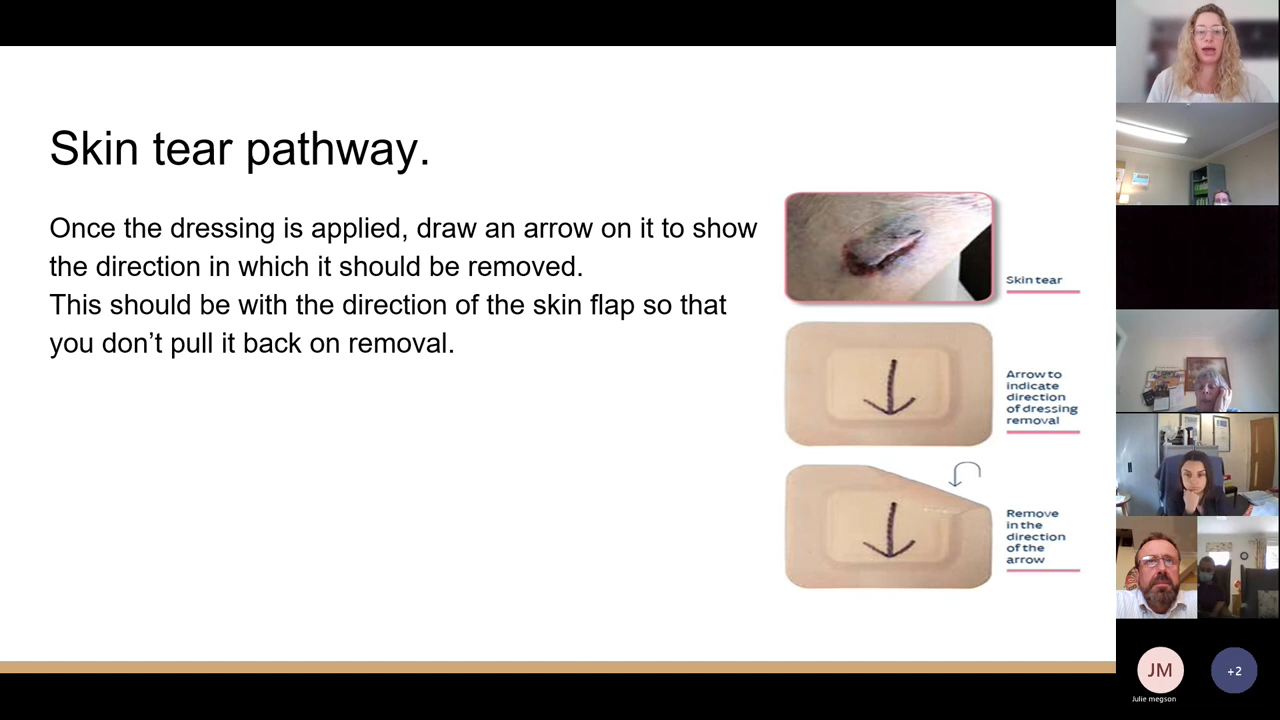 Skin tear pathway.
Once the dressing is applied, draw an arrow on it to show
the direction in which it should be removed.
This should be with the direction of the skin flap so that
you don’t pull it back on removal.
Skin tear
Arrow to
indicate
direction
of dressing
removal
Remove
in the
direction
of the
arrow
JM
Julie megson
+2